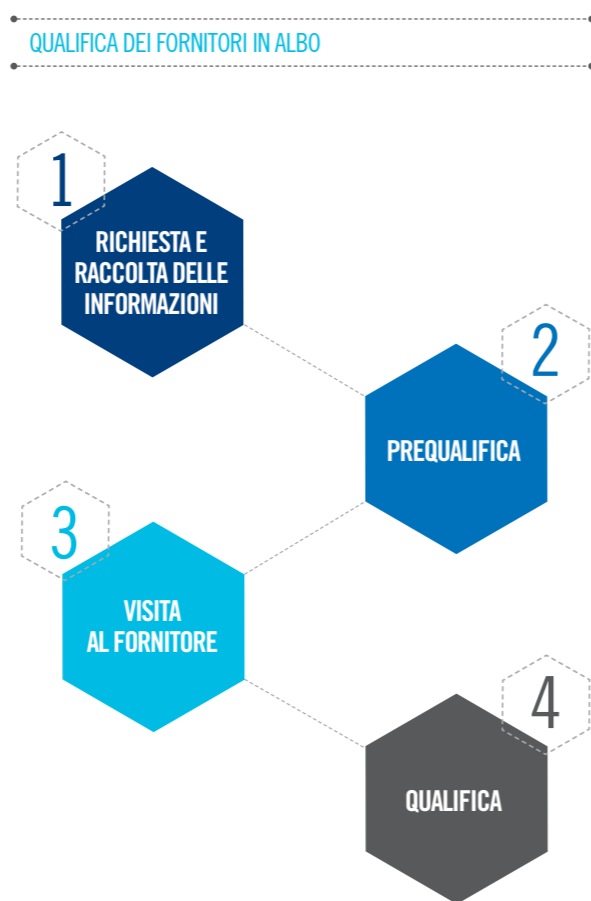 QUALIFICA DEI FORNITORI IN ALBO
1
RICHIESTA E
RACCOLTA DELLE
INFORMAZIONI
2
PREQUALIFICA
3
VISITA
AL FORNITORE
4
QUALIFICA